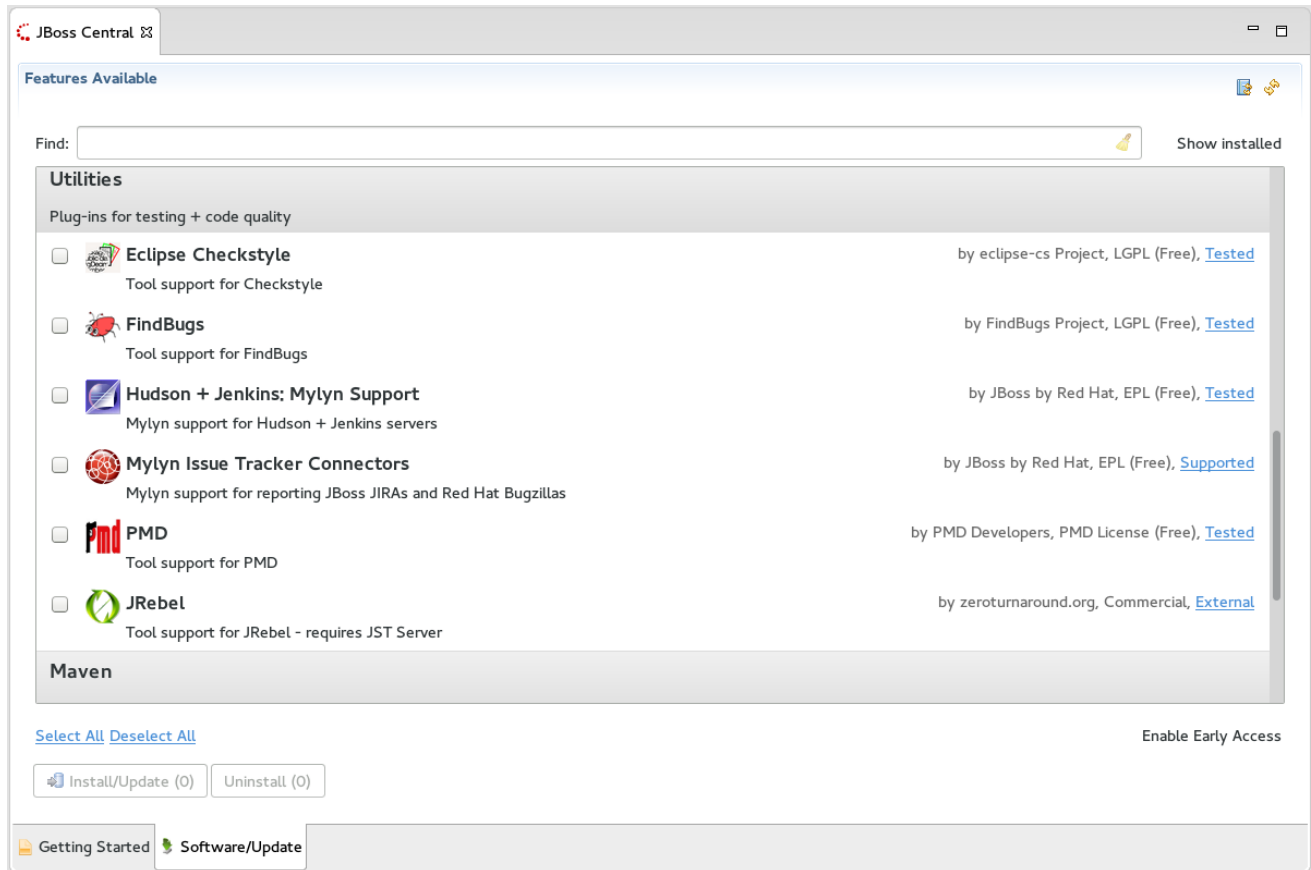 JBoss Central
Features Available
Find:
Show installed
Utilities
Plug-ins for testing + code quality
Eclipse Checkstyle
by eclipse-cs Project, LGPL (Free), Tested
Tool support for Checkstyle
FindBugs
by FindBugs Project, LGPL (Free), Tested
Tool support for FindBugs
Hudson + Jenkins: Mylyn Support
by JBoss by Red Hat, EPL (Free), Tested
Mylyn support for Hudson + Jenkins servers
Mylyn Issue Tracker Connectors
by JBoss by Red Hat, EPL (Free), Supported
Mylyn support for reporting JBoss JIRAs and Red Hat Bugzillas
Pmd
PMD
by PMD Developers, PMD License (Free), Tested
Tool support for PMD
JRebel
by zeroturnaround.org, Commercial, External
Tool support for JRebel - requires JST Server
Maven
Select All Deselect All
Enable Early Access
Install/Update (0) Uninstall (0)
Getting Started Software/Update